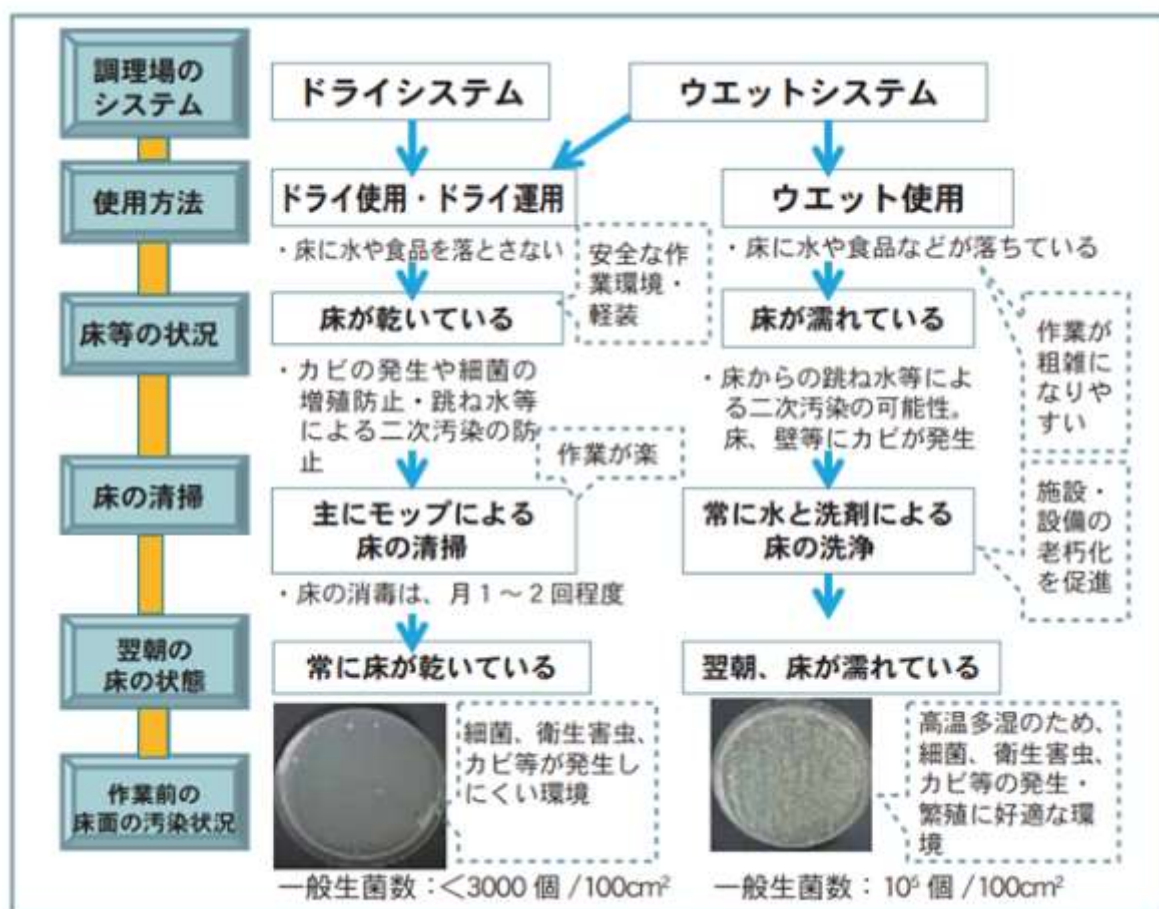 調理場の
システム
ドライシステム
ウエットシステム
使用方法
ドライ使用・ドライ運用
ウエット使用
・床に水や食品を落とさない
安全な作
業環境・
軽装
・床に水や食品などが落ちている
床等の状況
床が乾いている
床が濡れている
作業が
粗雑に
なりや
すい
・カビの発生や細菌の
増殖防止・跳ね水等
による二次汚染の防
止
・床からの跳ね水等によ
る二次汚染の可能性。
床、壁等にカビが発生
作業が楽
床の清掃
主にモップによる
床の清掃
常に水と洗剤による
床の洗浄
施設・
設備の
老朽化
を促進
・床の消毒は、月1～2回程度
翌朝の
床の状態
常に床が乾いている
翌朝、床が濡れている
作業前の
床面の汚染状況
細菌、衛生害虫、
カビ等が発生し
にくい環境
高温多湿のため、
細菌、衛生害虫、
カビ等の発生・
繁殖に好適な環
境
一般生菌数：＜3000個/100cm²
一般生菌数：10⁶個/100cm²